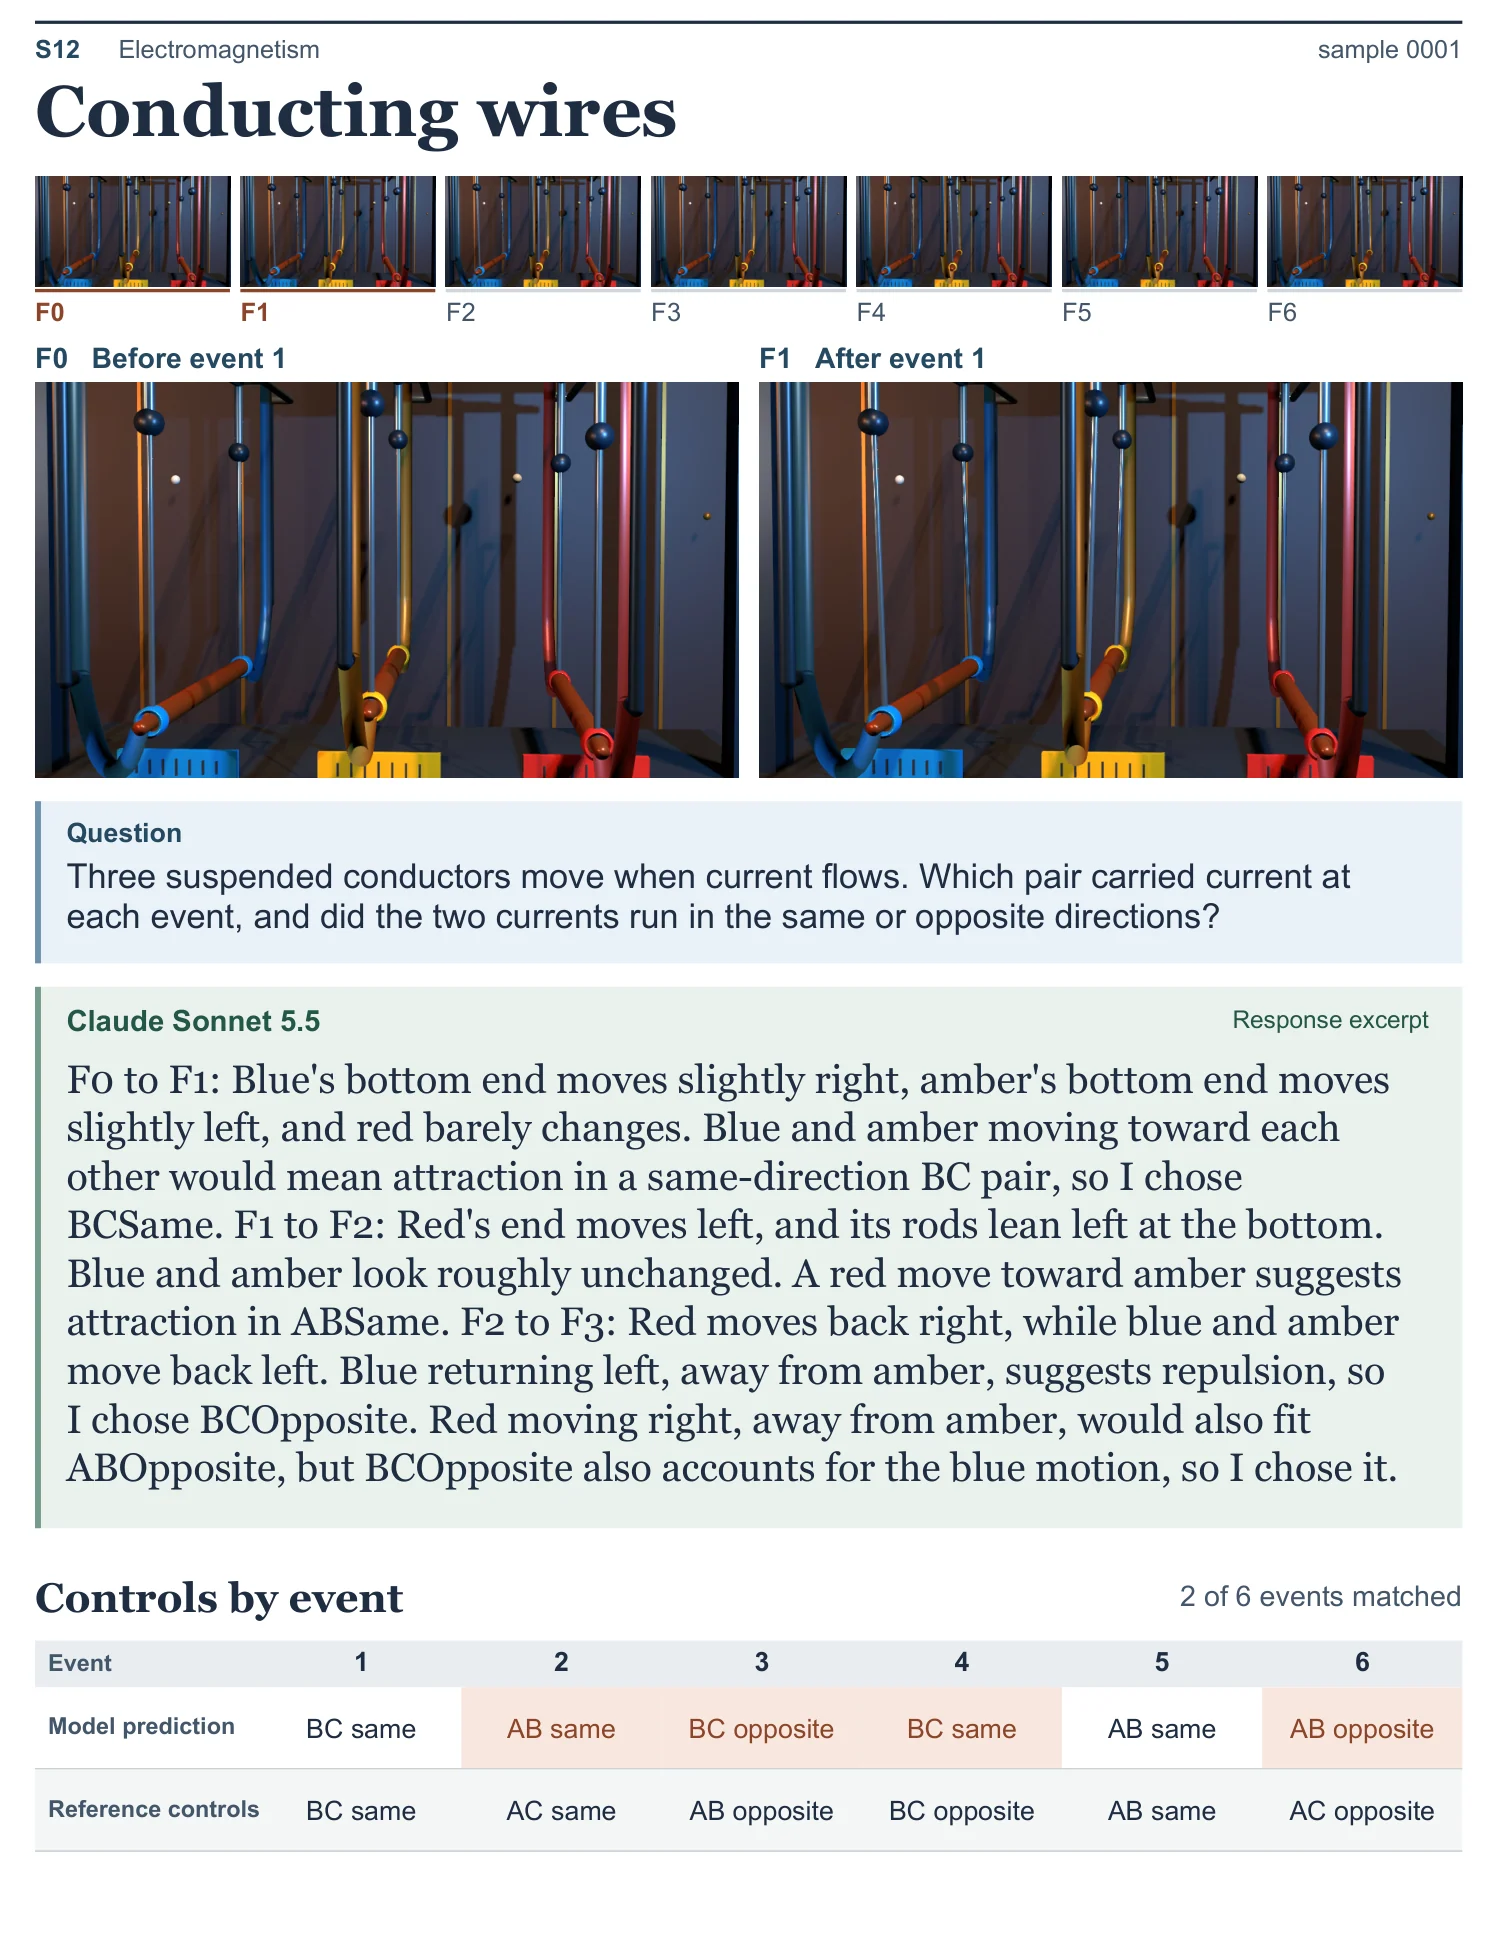 S12 Electromagnetism sample 0001
Conducting wires
F0 F1 F2 F3 F4 F5 F6
F0 Before event 1 F1 After event 1
Question
Three suspended conductors move when current flows. Which pair carried current at
each event, and did the two currents run in the same or opposite directions?
Claude Sonnet 5.5 Response excerpt
F0 to F1: Blue's bottom end moves slightly right, amber's bottom end moves
slightly left, and red barely changes. Blue and amber moving toward each
other would mean attraction in a same-direction BC pair, so I chose
BCSame. F1 to F2: Red's end moves left, and its rods lean left at the bottom.
Blue and amber look roughly unchanged. A red move toward amber suggests
attraction in ABSame. F2 to F3: Red moves back right, while blue and amber
move back left. Blue returning left, away from amber, suggests repulsion, so
I chose BCOpposite. Red moving right, away from amber, would also fit
ABOpposite, but BCOpposite also accounts for the blue motion, so I chose it.
Controls by event 2 of 6 events matched
Event 1 2 3 4 5 6
Model prediction BC same AB same BC opposite BC same AB same AB opposite
Reference controls BC same AC same AB opposite BC opposite AB same AC opposite